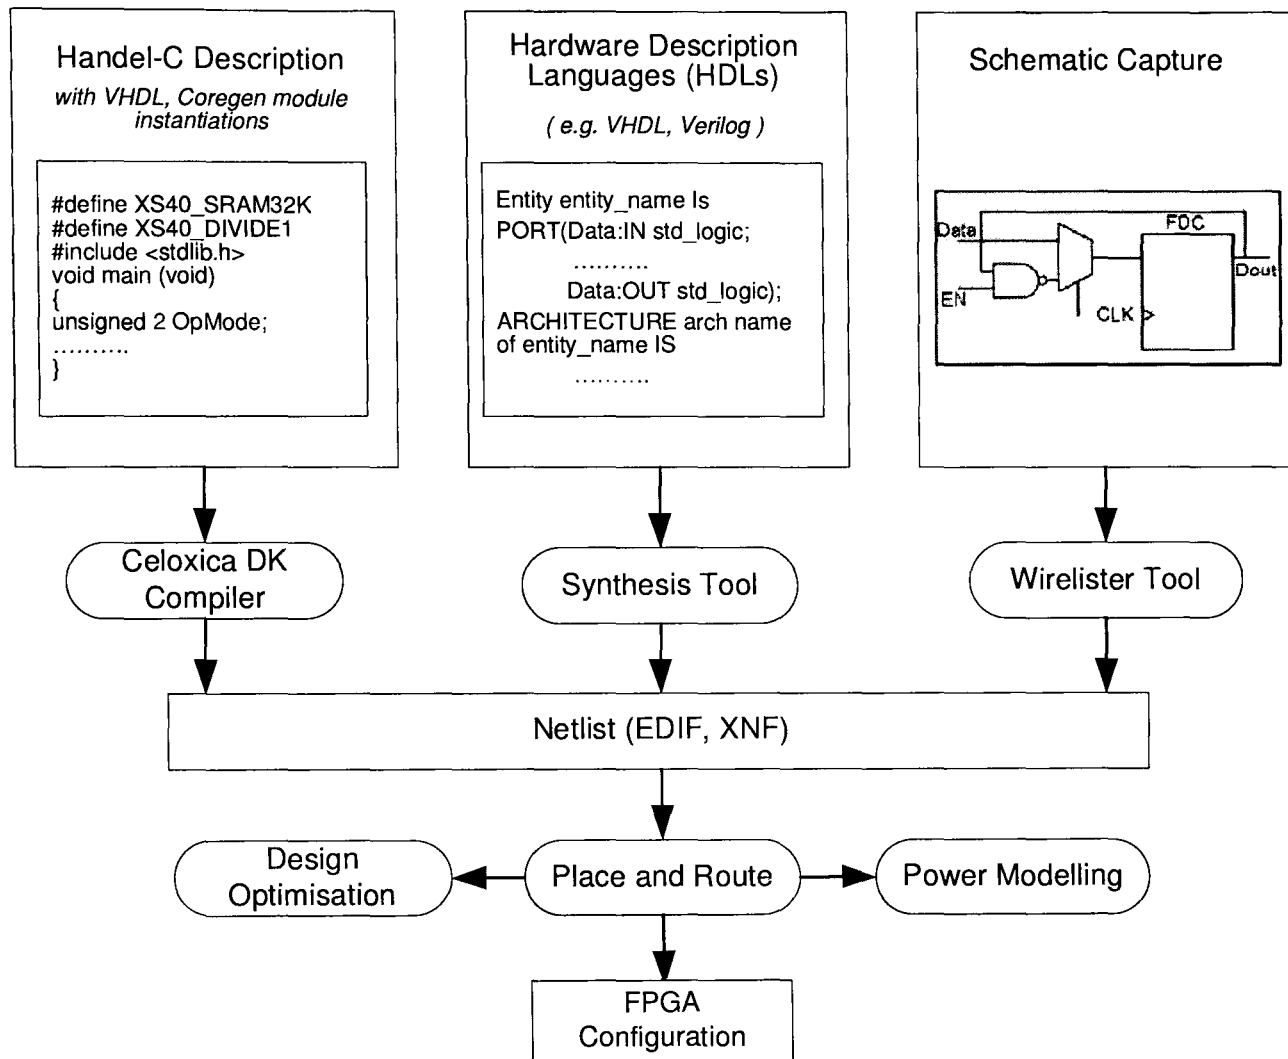 Handel-C Description
with VHDL, Coregen module
instantiations
#define XS40_SRAM32K
#define XS40_DIVIDE1
#include <stdlib.h>
void main (void)
{
unsigned 2 OpMode;
..........
}
Hardware Description
Languages (HDLs)
( e.g. VHDL, Verilog )
Entity entity_name Is
PORT(Data:IN std_logic;
..........
Data:OUT std_logic);
ARCHITECTURE arch name
of entity_name IS
..........
Schematic Capture
Data
EN
CLK
FDC
Dout
Celoxica DK
Compiler
Synthesis Tool
Wirelister Tool
Netlist (EDIF, XNF)
Design
Optimisation
Place and Route
Power Modelling
FPGA
Configuration